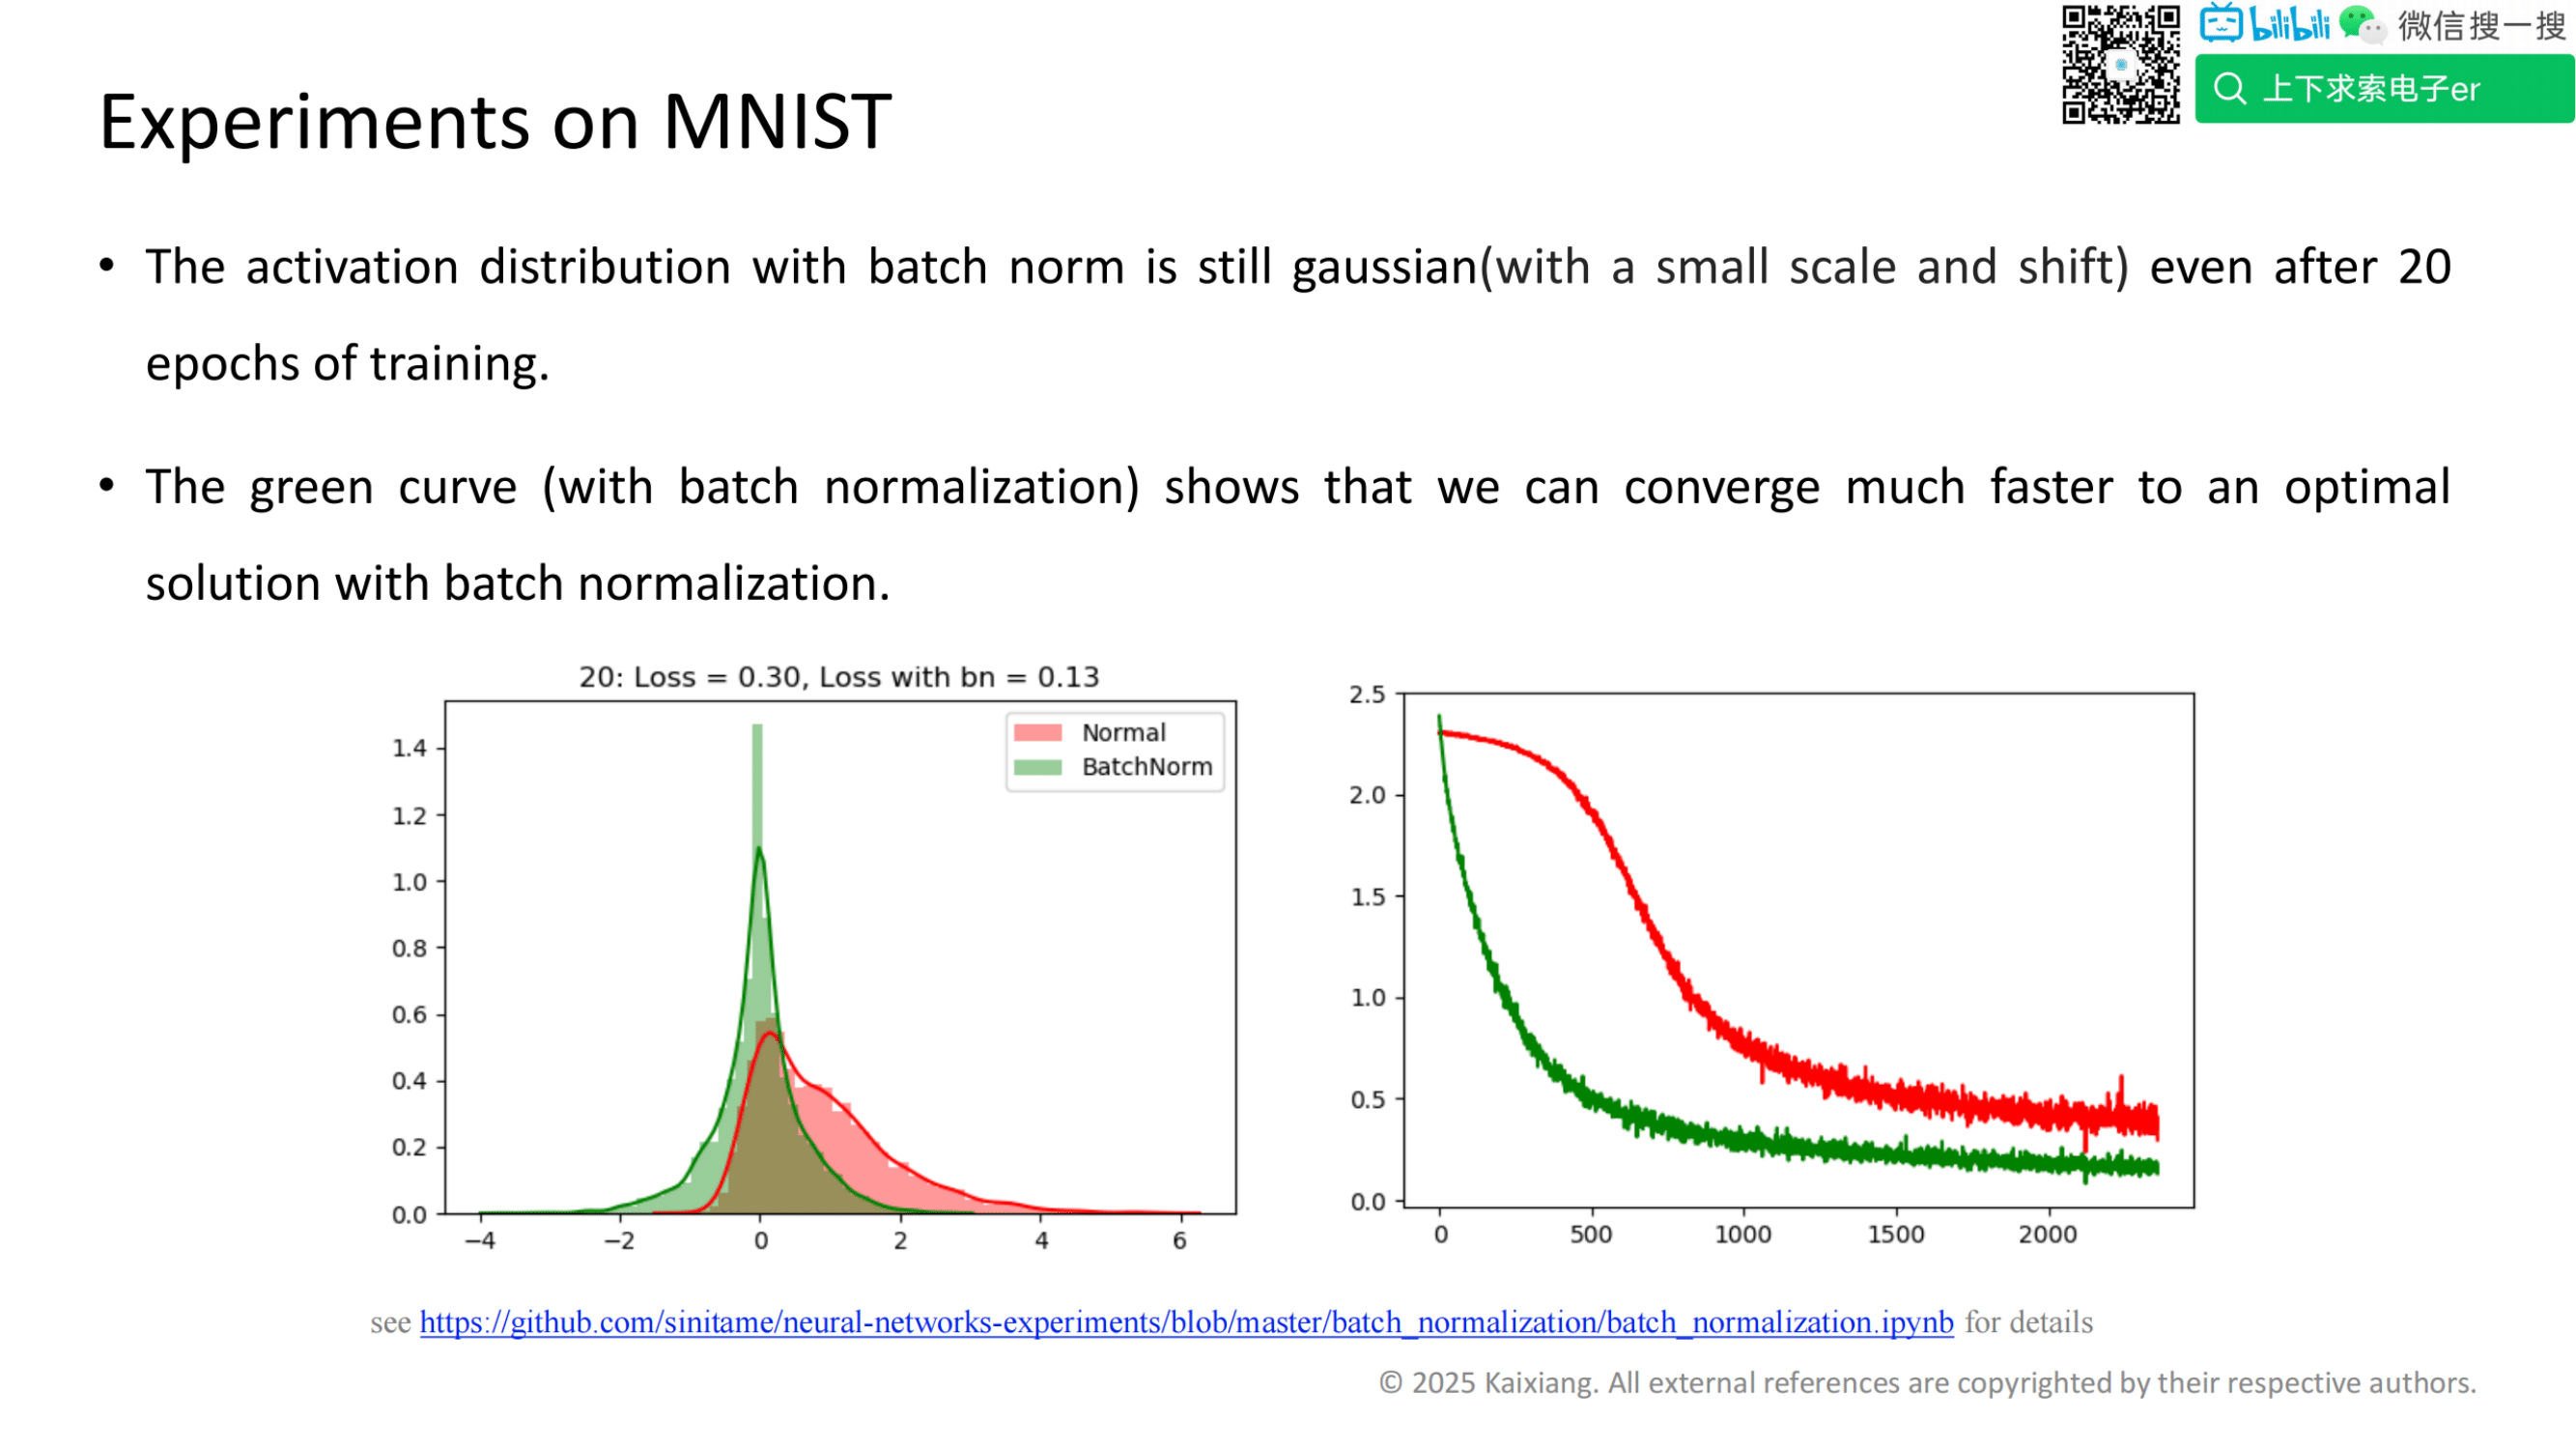 bilibili 微信搜一搜
上下求索电子er
Experiments on MNIST
• The activation distribution with batch norm is still gaussian(with a small scale and shift) even after 20
epochs of training.
• The green curve (with batch normalization) shows that we can converge much faster to an optimal
solution with batch normalization.
20: Loss = 0.30, Loss with bn = 0.13
Normal
BatchNorm
1.4
1.2
1.0
0.8
0.6
0.4
0.2
0.0
−4 −2 0 2 4 6
2.5
2.0
1.5
1.0
0.5
0.0
0 500 1000 1500 2000
see https://github.com/sinitame/neural-networks-experiments/blob/master/batch_normalization/batch_normalization.ipynb for details
© 2025 Kaixiang. All external references are copyrighted by their respective authors.